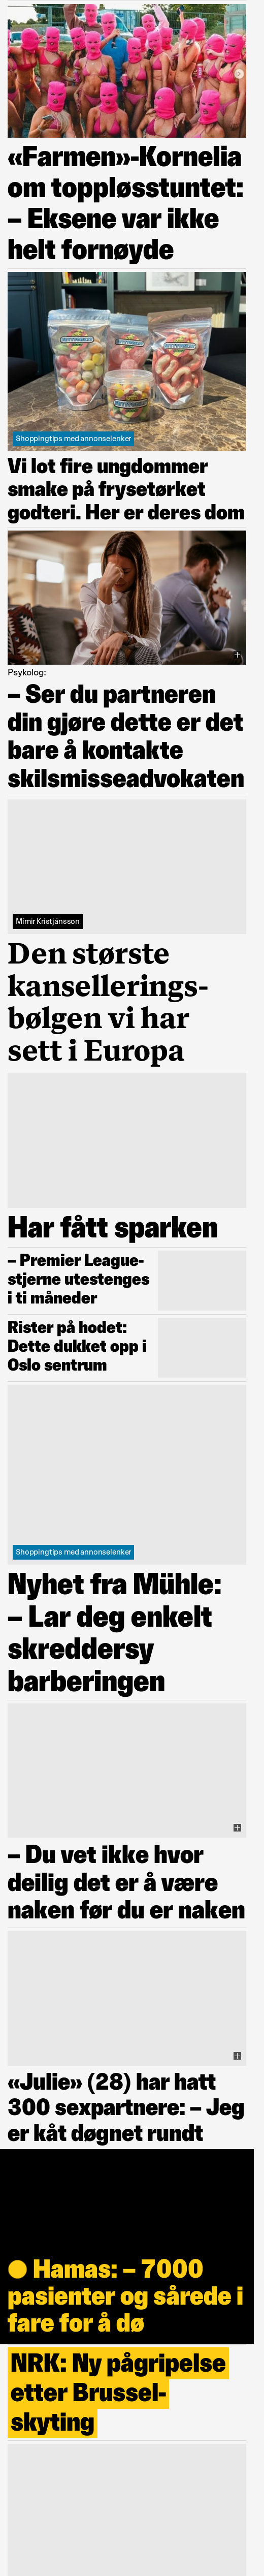 «Farmen»-Kornelia
om toppløsstuntet:
– Eksene var ikke
helt fornøyde
Shoppingtips med annonselenker
Vi lot fire ungdommer
smake på frysetørket
godteri. Her er deres dom
Psykolog:
– Ser du partneren
din gjøre dette er det
bare å kontakte
skilsmisseadvokaten
Mímir Kristjánsson
Den største
kansellerings-
bølgen vi har
sett i Europa
Har fått sparken
– Premier League-
stjerne utestenges
i ti måneder
Rister på hodet:
Dette dukket opp i
Oslo sentrum
Shoppingtips med annonselenker
Nyhet fra Mühle:
– Lar deg enkelt
skreddersy
barberingen
– Du vet ikke hvor
deilig det er å være
naken før du er naken
«Julie» (28) har hatt
300 sexpartnere: – Jeg
er kåt døgnet rundt
Hamas: – 7000
pasienter og sårede i
fare for å dø
NRK: Ny pågripelse
etter Brussel-
skyting